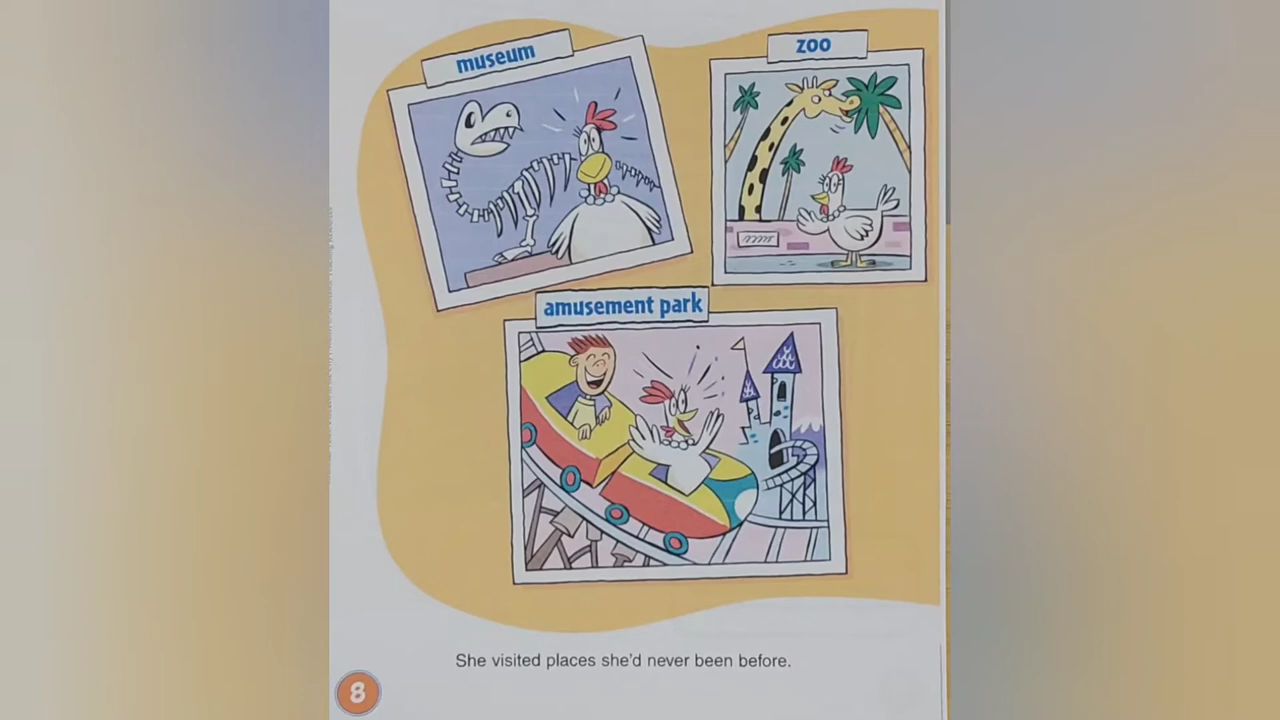 museum
zoo
amusement park
She visited places she'd never been before.
8